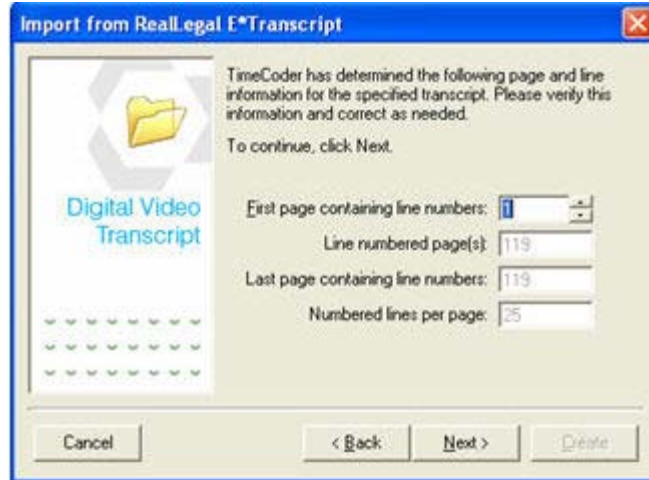 Import from RealLegal E*Transcript
TimeCoder has determined the following page and line
information for the specified transcript. Please verify this
information and correct as needed.
To continue, click Next.
Digital Video
Transcript
First page containing line numbers: 1
Line numbered page(s): 119
Last page containing line numbers: 119
Numbered lines per page: 25
Cancel
< Back
Next >
Create